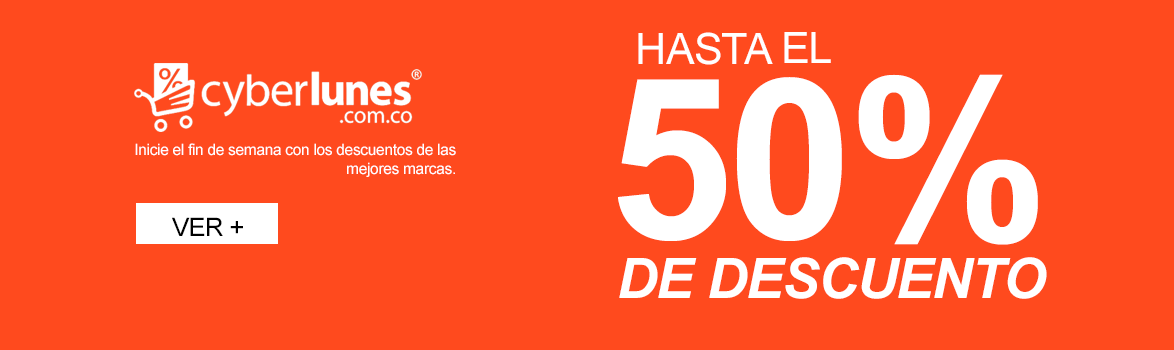 %
cyberlunes®
.com.co
Inicie el fin de semana con los descuentos de las
mejores marcas.
VER +
HASTA EL
50%
DE DESCUENTO